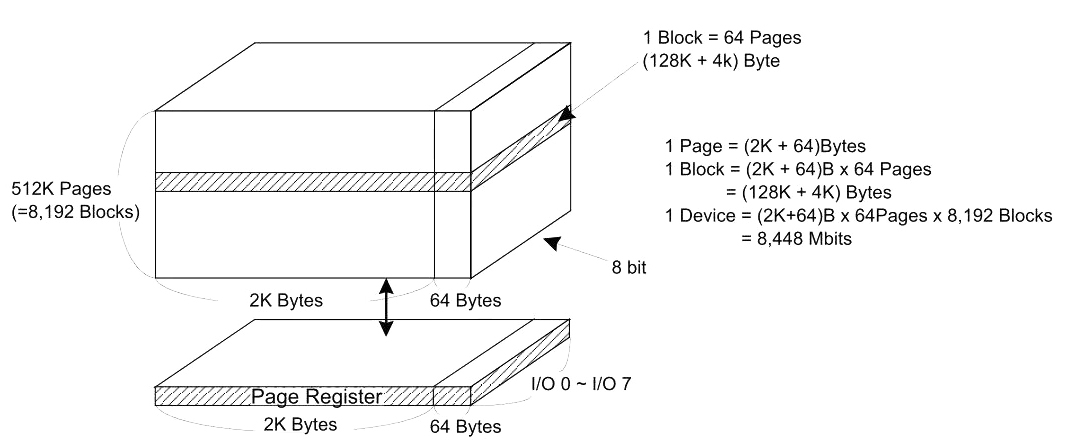 1 Block = 64 Pages
(128K + 4k) Byte
1 Page = (2K + 64)Bytes
1 Block = (2K + 64)B x 64 Pages
= (128K + 4K) Bytes
1 Device = (2K+64)B x 64Pages x 8,192 Blocks
= 8,448 Mbits
512K Pages
(=8,192 Blocks)
8 bit
2K Bytes
64 Bytes
I/O 0 ~ I/O 7
Page Register
2K Bytes
64 Bytes